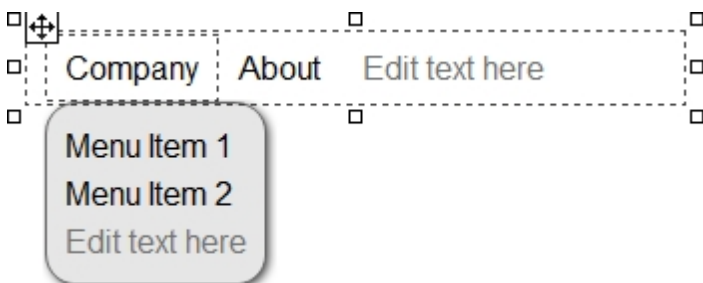 Company About Edit text here
Menu Item 1
Menu Item 2
Edit text here